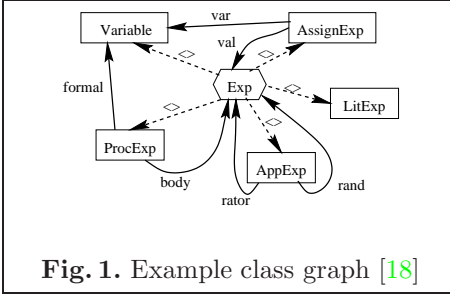 var
Variable
AssignExp
val
formal
Exp
LitExp
ProcExp
AppExp
body
rator
rand
Fig. 1. Example class graph [18]